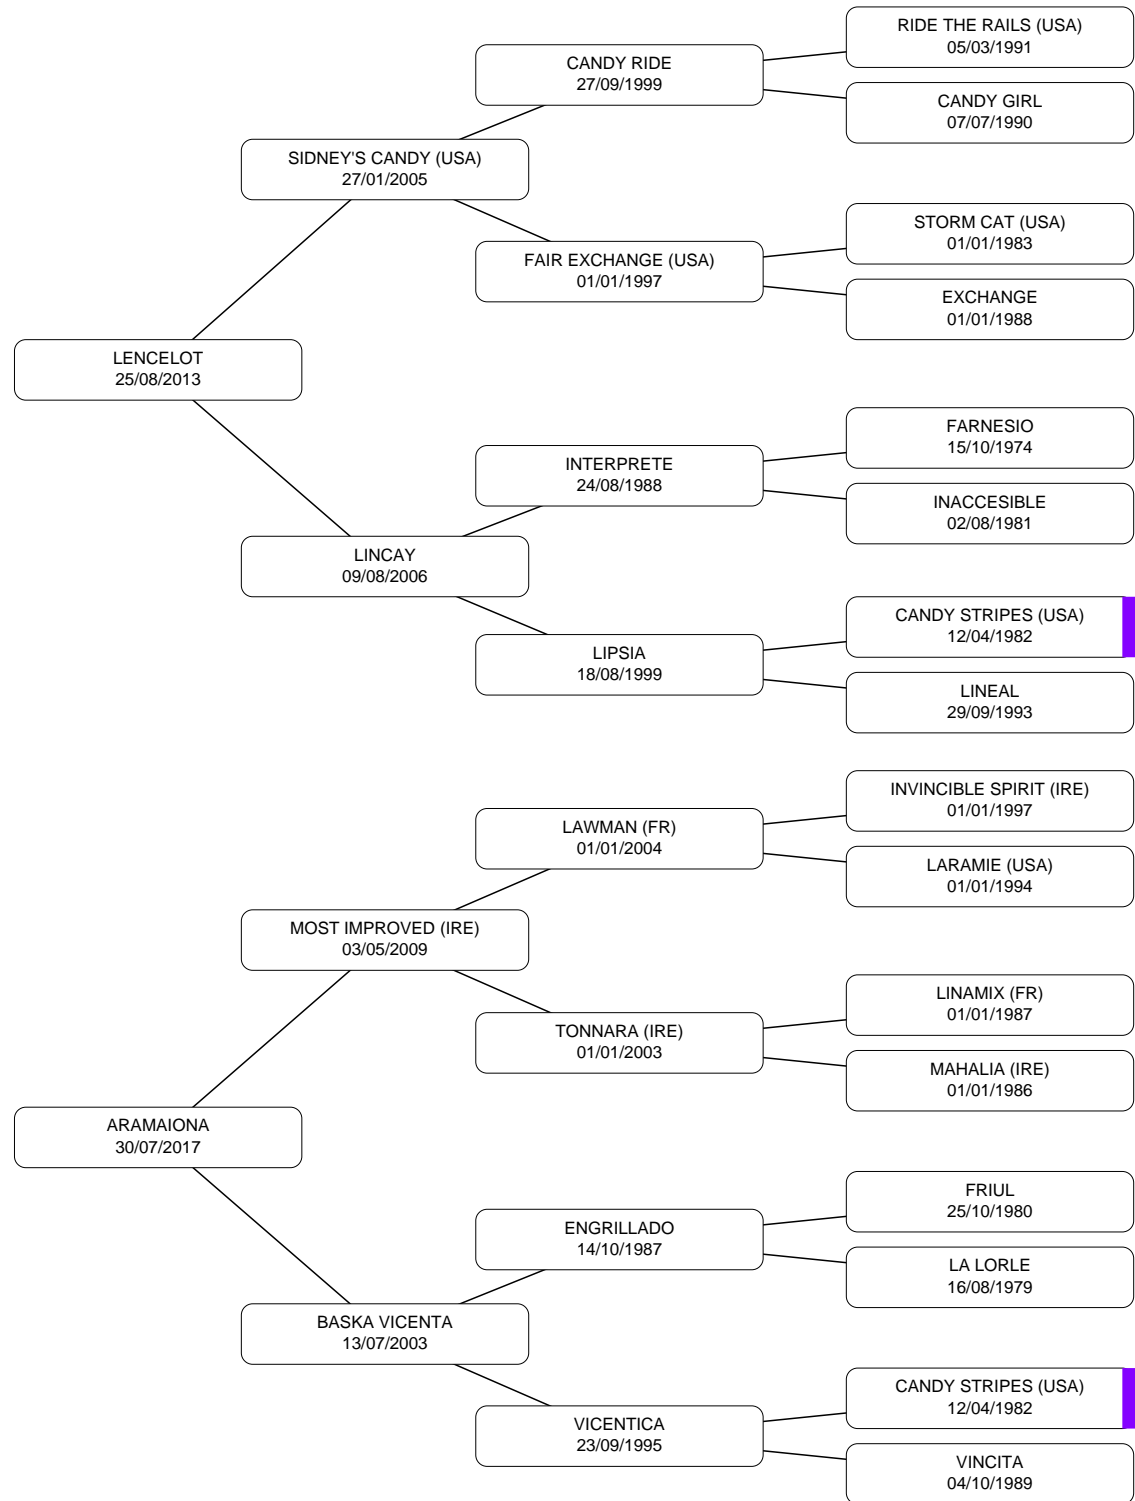 RIDE THE RAILS (USA)
05/03/1991
CANDY RIDE
27/09/1999
CANDY GIRL
07/07/1990
SIDNEY'S CANDY (USA)
27/01/2005
STORM CAT (USA)
01/01/1983
FAIR EXCHANGE (USA)
01/01/1997
EXCHANGE
01/01/1988
LENCELOT
25/08/2013
FARNESIO
15/10/1974
INTERPRETE
24/08/1988
INACCESIBLE
02/08/1981
LINCAY
09/08/2006
CANDY STRIPES (USA)
12/04/1982
LIPSIA
18/08/1999
LINEAL
29/09/1993
INVINCIBLE SPIRIT (IRE)
01/01/1997
LAWMAN (FR)
01/01/2004
LARAMIE (USA)
01/01/1994
MOST IMPROVED (IRE)
03/05/2009
LINAMIX (FR)
01/01/1987
TONNARA (IRE)
01/01/2003
MAHALIA (IRE)
01/01/1986
ARAMAIONA
30/07/2017
FRIUL
25/10/1980
ENGRILLADO
14/10/1987
LA LORLE
16/08/1979
BASKA VICENTA
13/07/2003
CANDY STRIPES (USA)
12/04/1982
VICENTICA
23/09/1995
VINCITA
04/10/1989